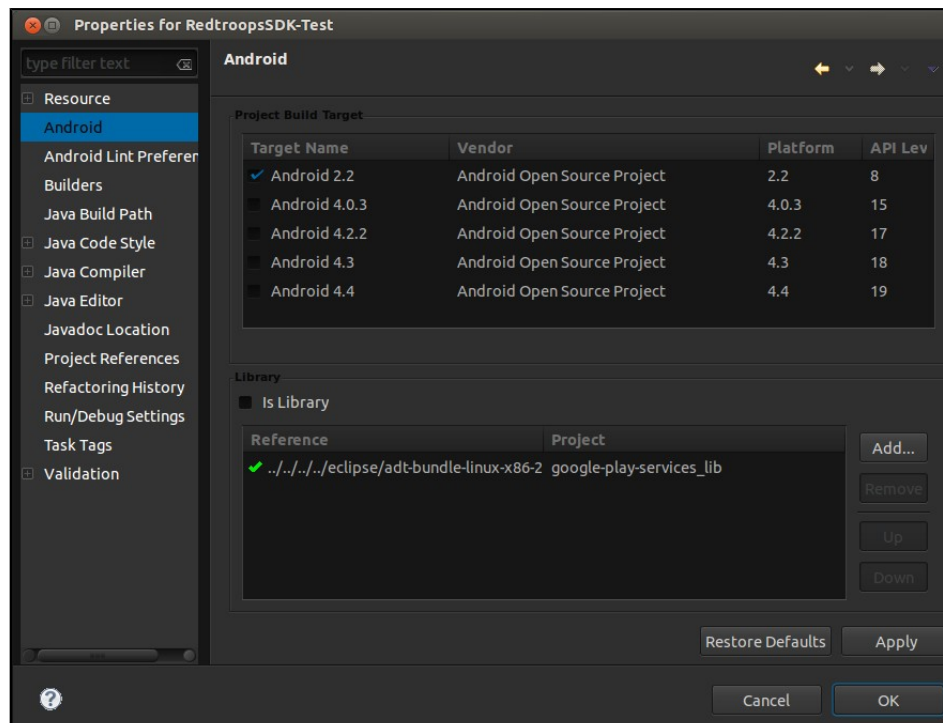 Properties for RedtroopsSDK-Test
type filter text
Resource
Android
Android Lint Preferen
Builders
Java Build Path
Java Code Style
Java Compiler
Java Editor
Javadoc Location
Project References
Refactoring History
Run/Debug Settings
Task Tags
Validation
Android
Project Build Target
Target Name Vendor Platform API Lev
Android 2.2 Android Open Source Project 2.2 8
Android 4.0.3 Android Open Source Project 4.0.3 15
Android 4.2.2 Android Open Source Project 4.2.2 17
Android 4.3 Android Open Source Project 4.3 18
Android 4.4 Android Open Source Project 4.4 19
Library
Is Library
Reference Project
../../../../eclipse/adt-bundle-linux-x86-2 google-play-services_lib
Add...
Remove
Up
Down
Restore Defaults Apply
Cancel OK